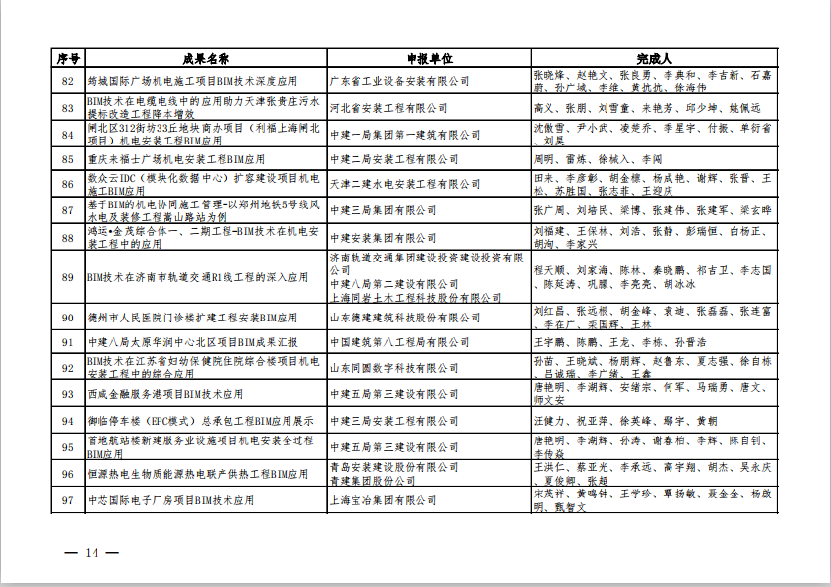 序号 成果名称 申报单位 完成人
82 筠城国际广场机电施工项目BIM技术深度应用 广东省工业设备安装有限公司 张晓烽、赵艳文、张良勇、李典和、李吉新、石嘉
蔚、孙广域、李维、黄抗抗、徐海伟
83 BIM技术在电缆电线中的应用助力天津张贵庄污水
提标改造工程降本增效 河北省安装工程有限公司 高义、张朋、刘雪童、来艳芳、邱少坤、姚佩远
84 闸北区312街坊33丘地块商办项目（利福上海闸北
项目）机电安装工程BIM应用 中建一局集团第一建筑有限公司 沈傲雪、尹小武、凌楚乔、李星宇、付振、单衍省
、刘昊
85 重庆来福士广场机电安装工程BIM应用 中建二局安装工程有限公司 周明、雷炼、徐械入、李闯
86 数众云IDC（模块化数据中心）扩容建设项目机电
施工BIM应用 天津二建水电安装工程有限公司 田来、李彦彰、胡金檩、杨成艳、谢辉、张晋、王
松、苏胜国、张志菲、王迎庆
87 基于BIM的机电协同施工管理-以郑州地铁5号线风
水电及装修工程嵩山路站为例 中建三局集团有限公司 张广周、刘培民、梁博、张建伟、张建军、梁玄晔
88 鸿运•金茂综合体一、二期工程-BIM技术在机电安
装工程中的应用 中建安装集团有限公司 刘福建、王保林、刘浩、张静、彭瑞恒、白杨正、
胡洵、李家兴
89 BIM技术在济南市轨道交通R1线工程的深入应用 济南轨道交通集团建设投资建设投资有限
公司
中建八局第二建设有限公司
上海同岩土木工程科技股份有限公司 程天顺、刘家海、陈林、秦晓鹏、祁吉卫、李志国
、陈延涛、巩朦、李亮亮、胡冰冰
90 德州市人民医院门诊楼扩建工程安装BIM应用 山东德建建筑科技股份有限公司 刘红昌、张远根、胡金峰、袁迪、张磊磊、张连富
、李在广、栾国辉、王林
91 中建八局太原华润中心北区项目BIM成果汇报 中国建筑第八工程局有限公司 王宇鹏、陈鹏、王龙、李栋、孙晋浩
92 BIM技术在江苏省妇幼保健院住院综合楼项目机电
安装工程中的综合应用 山东同圆数字科技有限公司 孙苗、王晓斌、杨朋辉、赵鲁东、夏志强、徐自栋
、吕诚瑞、李广绪、王鑫
93 西咸金融服务港项目BIM技术应用 中建五局第三建设有限公司 唐艳明、李湖辉、安绪宗、何军、马瑞勇、唐文、
师文安
94 御临停车楼（EPC模式）总承包工程BIM应用展示 中建三局安装工程有限公司 汪健力、祝亚萍、徐英峰、鄢宇、黄朝
95 首地航站楼新建服务业设施项目机电安装全过程
BIM应用 中建五局第三建设有限公司 唐艳明、李湖辉、孙涛、谢春柏、李辉、陈自钊、
李传焱
96 恒源热电生物质能源热电联产供热工程BIM应用 青岛安装建设股份有限公司
青建集团股份公司 王洪仁、蔡亚光、李承远、高宇翔、胡杰、吴永庆
、夏俊卿、张超
97 中芯国际电子厂房项目BIM技术应用 上海宝冶集团有限公司 宋茂祥、黄鸣钟、王学珍、覃扬敏、聂金金、杨啟
明、甄智文
— 14 —